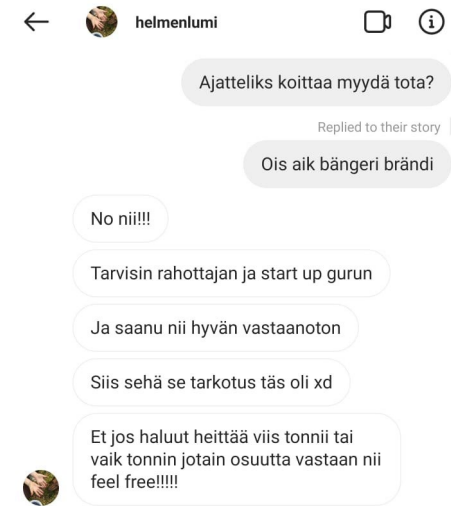 helmenlumi
Ajatteliks koittaa myydä tota?
Replied to their story
Ois aik bängeri brändi
No nii!!!
Tarvisin rahottajan ja start up gurun
Ja saanu nii hyvän vastaanoton
Siis sehä se tarkotus täs oli xd
Et jos haluut heittää viis tonnii tai
vaik tonnin jotain osuutta vastaan nii
feel free!!!!!